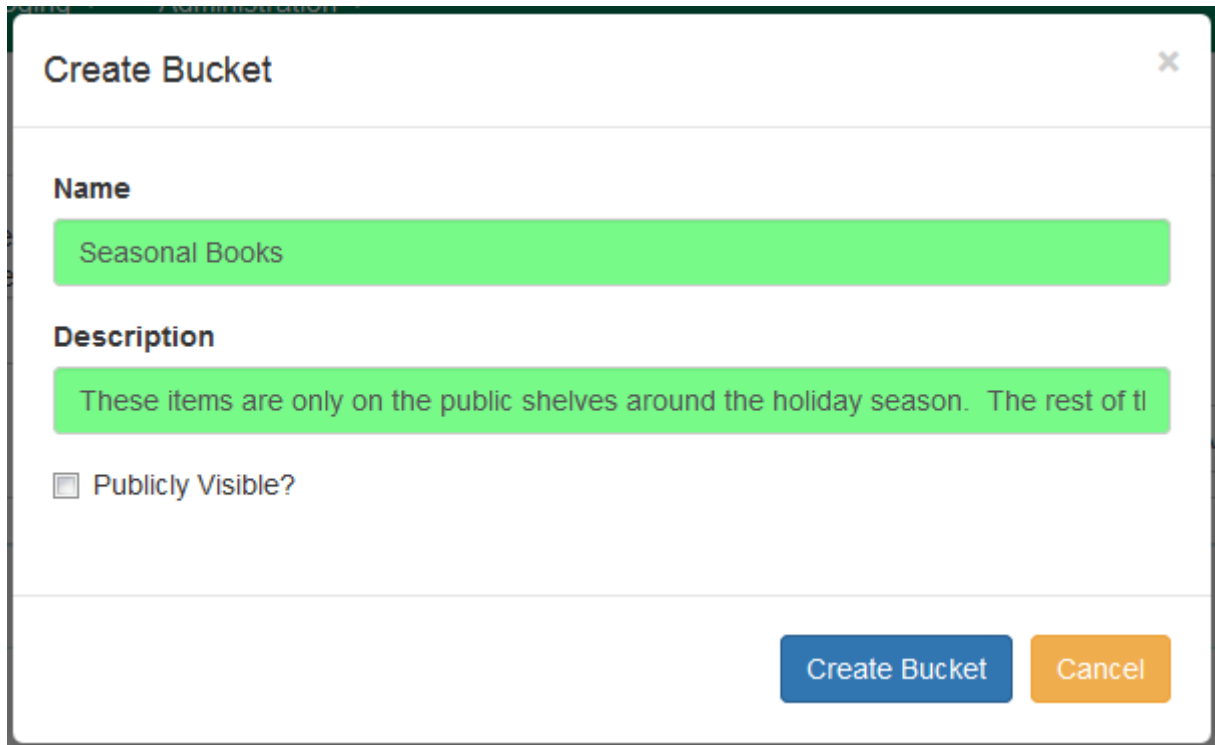 Administration
Create Bucket ×
Name
Seasonal Books
Description
These items are only on the public shelves around the holiday season.  The rest of
Publicly Visible?
Create Bucket Cancel